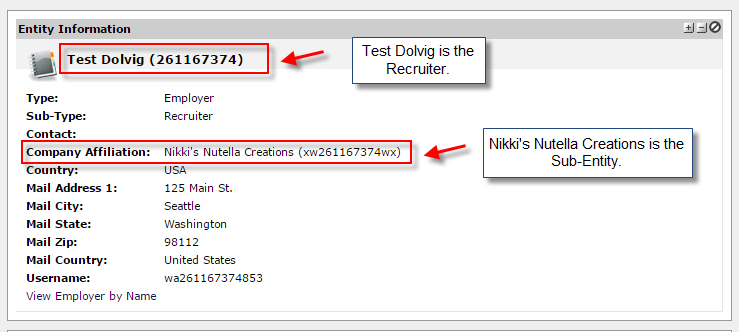 Entity Information
Test Dolvig (261167374)
Test Dolvig is the
Recruiter.
Type: Employer
Sub-Type: Recruiter
Contact:
Company Affiliation: Nikki's Nutella Creations (xw261167374wx)
Nikki's Nutella Creations is the
Sub-Entity.
Country: USA
Mail Address 1: 125 Main St.
Mail City: Seattle
Mail State: Washington
Mail Zip: 98112
Mail Country: United States
Username: wa261167374853
View Employer by Name